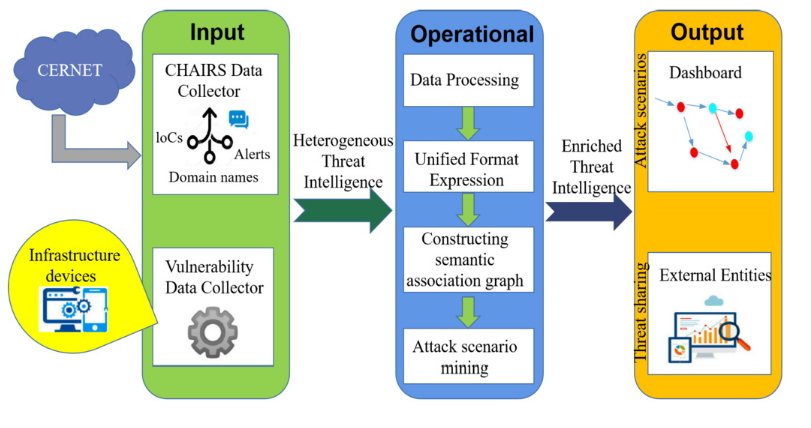 CERNET
Infrastructure
devices
Input
CHAIRS Data
Collector
IoCs
Alerts
Domain names
Vulnerability
Data Collector
Heterogeneous
Threat
Intelligence
Operational
Data Processing
Unified Format
Expression
Constructing
semantic
association graph
Attack scenario
mining
Enriched
Threat
Intelligence
Output
Attack scenarios
Dashboard
Threat sharing
External Entities